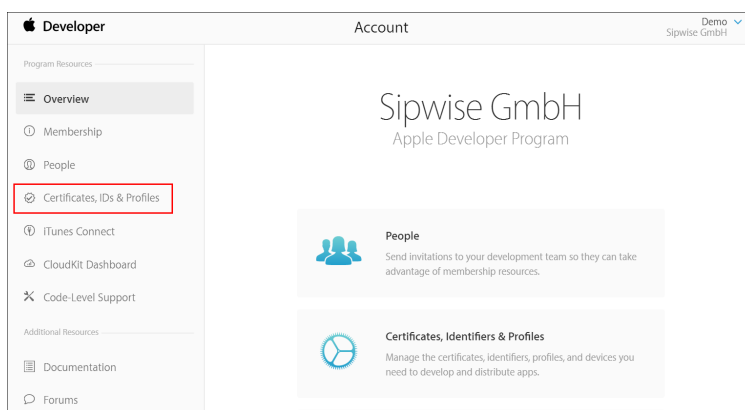 Developer
Account
Demo
Sipwise GmbH
Program Resources
Overview
Membership
People
Certificates, IDs & Profiles
iTunes Connect
CloudKit Dashboard
Code-Level Support
Additional Resources
Documentation
Forums
Sipwise GmbH
Apple Developer Program
People
Send invitations to your development team so they can take
advantage of membership resources.
Certificates, Identifiers & Profiles
Manage the certificates, identifiers, profiles, and devices you
need to develop and distribute apps.